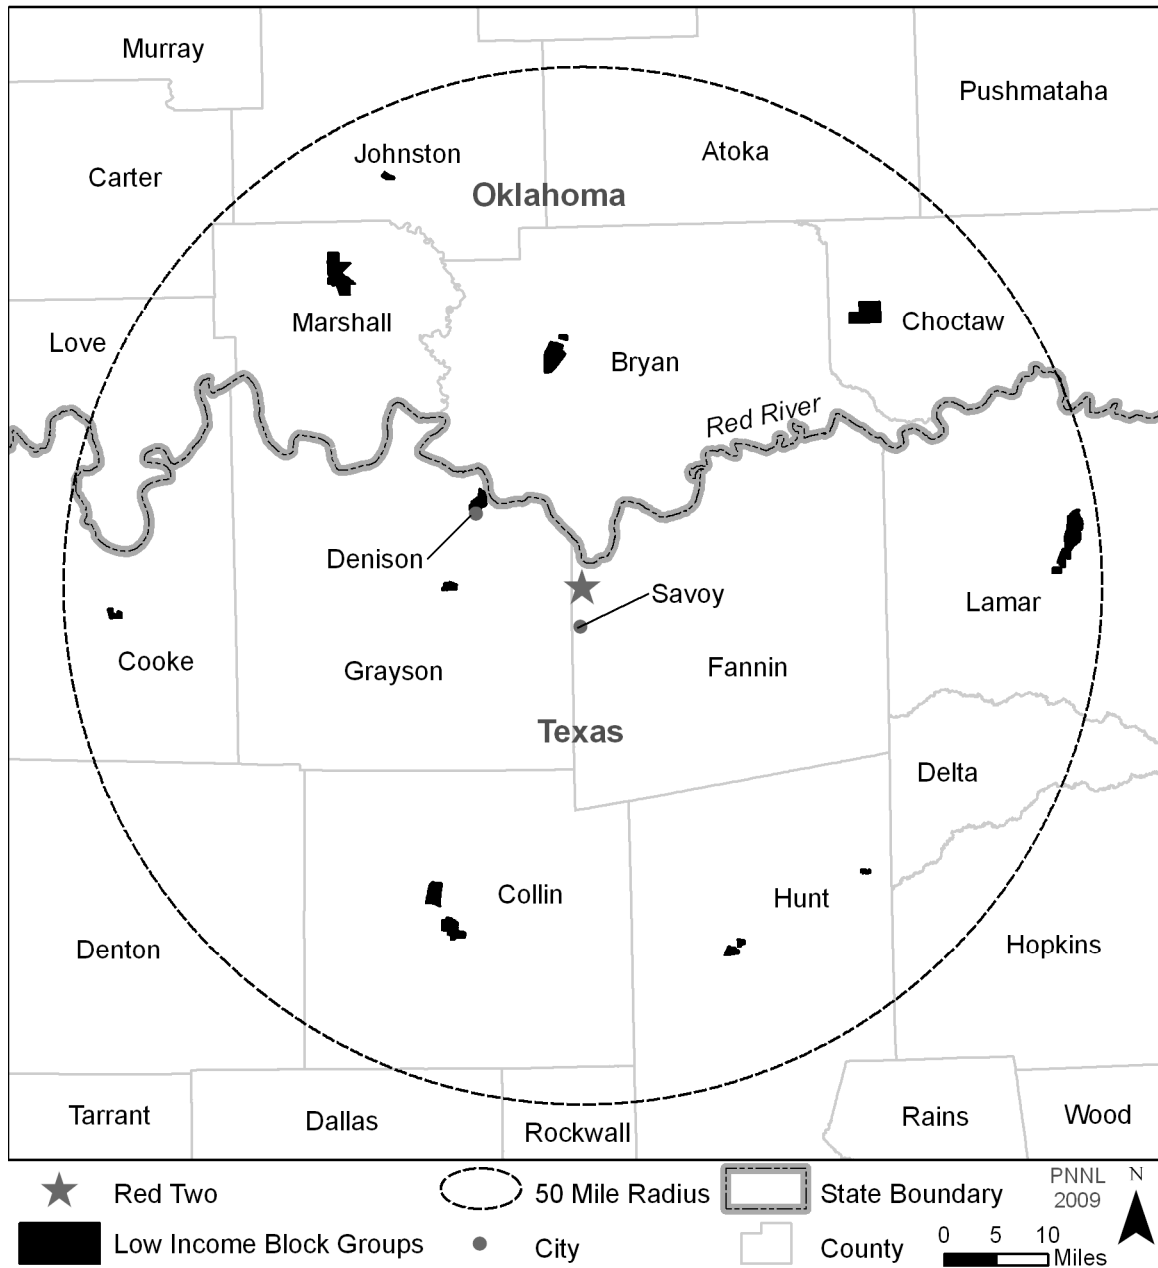 Murray
Pushmataha
Johnston
Atoka
Carter
Oklahoma
Marshall
Choctaw
Love
Bryan
Red River
Denison
Savoy
Lamar
Cooke
Grayson
Fannin
Texas
Delta
Collin
Hunt
Denton
Hopkins
Tarrant
Dallas
Rockwall
Rains
Wood
Red Two
50 Mile Radius
State Boundary
PNNL
2009
N
Low Income Block Groups
City
County
0 5 10
Miles